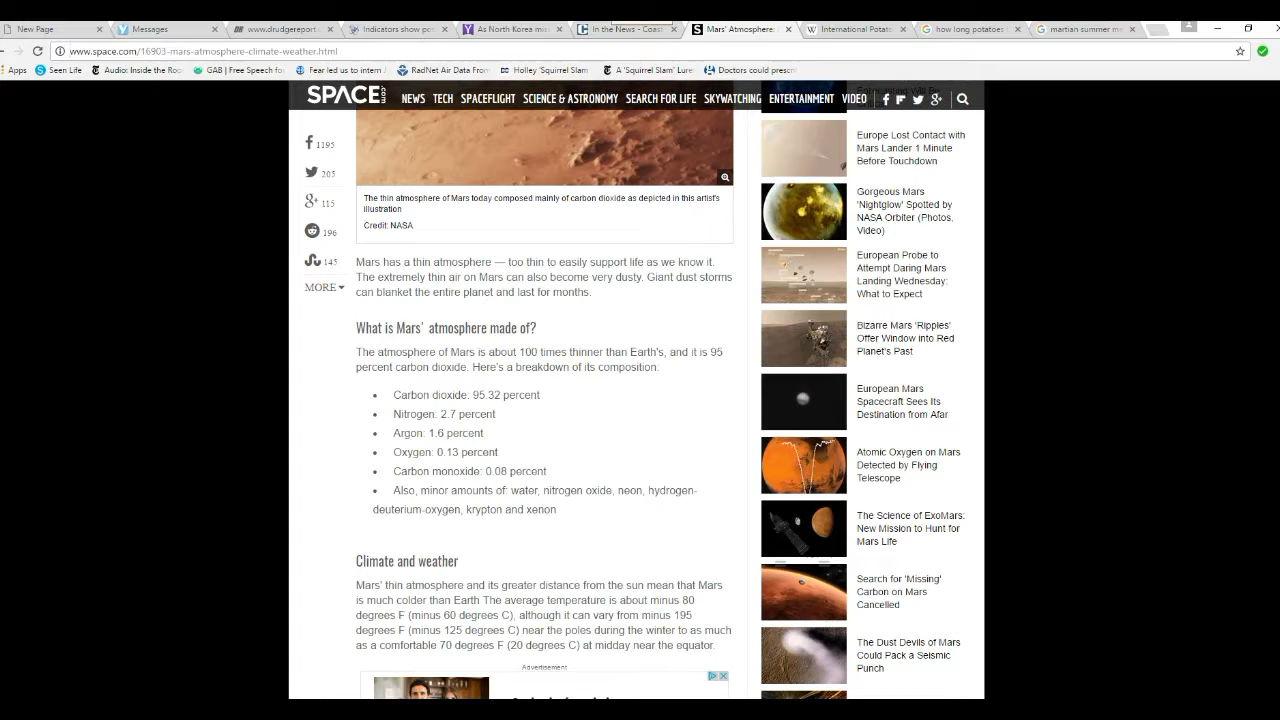 New Page
Messages
www.drudgereport
Indicators show po
As North Korea mis
In the News - Coast
Mars' Atmosphere:
International Potato
how long potatoes
martian summer me
www.space.com/16903-mars-atmosphere-climate-weather.html
Apps
Seen Life
Audio: Inside the Roo
GAB | Free Speech fo
Fear led us to intern J
RadNet Air Data From
Holley 'Squirrel Slam
A 'Squirrel Slam' Lure
Doctors could prescr
SPACE.com
NEWS TECH SPACEFLIGHT SCIENCE & ASTRONOMY SEARCH FOR LIFE SKYWATCHING ENTERTAINMENT VIDEO
1195
205
115
196
145
MORE
The thin atmosphere of Mars today composed mainly of carbon dioxide as depicted in this artist's
illustration
Credit: NASA
Mars has a thin atmosphere — too thin to easily support life as we know it.
The extremely thin air on Mars can also become very dusty. Giant dust storms
can blanket the entire planet and last for months.
What is Mars' atmosphere made of?
The atmosphere of Mars is about 100 times thinner than Earth's, and it is 95
percent carbon dioxide. Here's a breakdown of its composition:
• Carbon dioxide: 95.32 percent
• Nitrogen: 2.7 percent
• Argon: 1.6 percent
• Oxygen: 0.13 percent
• Carbon monoxide: 0.08 percent
• Also, minor amounts of: water, nitrogen oxide, neon, hydrogen-
deuterium-oxygen, krypton and xenon
Climate and weather
Mars' thin atmosphere and its greater distance from the sun mean that Mars
is much colder than Earth The average temperature is about minus 80
degrees F (minus 60 degrees C), although it can vary from minus 195
degrees F (minus 125 degrees C) near the poles during the winter to as much
as a comfortable 70 degrees F (20 degrees C) at midday near the equator.
Advertisement
Europe Lost Contact with
Mars Lander 1 Minute
Before Touchdown
Gorgeous Mars
'Nightglow' Spotted by
NASA Orbiter (Photos,
Video)
European Probe to
Attempt Daring Mars
Landing Wednesday:
What to Expect
Bizarre Mars 'Ripples'
Offer Window into Red
Planet's Past
European Mars
Spacecraft Sees Its
Destination from Afar
Atomic Oxygen on Mars
Detected by Flying
Telescope
The Science of ExoMars:
New Mission to Hunt for
Mars Life
Search for 'Missing'
Carbon on Mars
Cancelled
The Dust Devils of Mars
Could Pack a Seismic
Punch